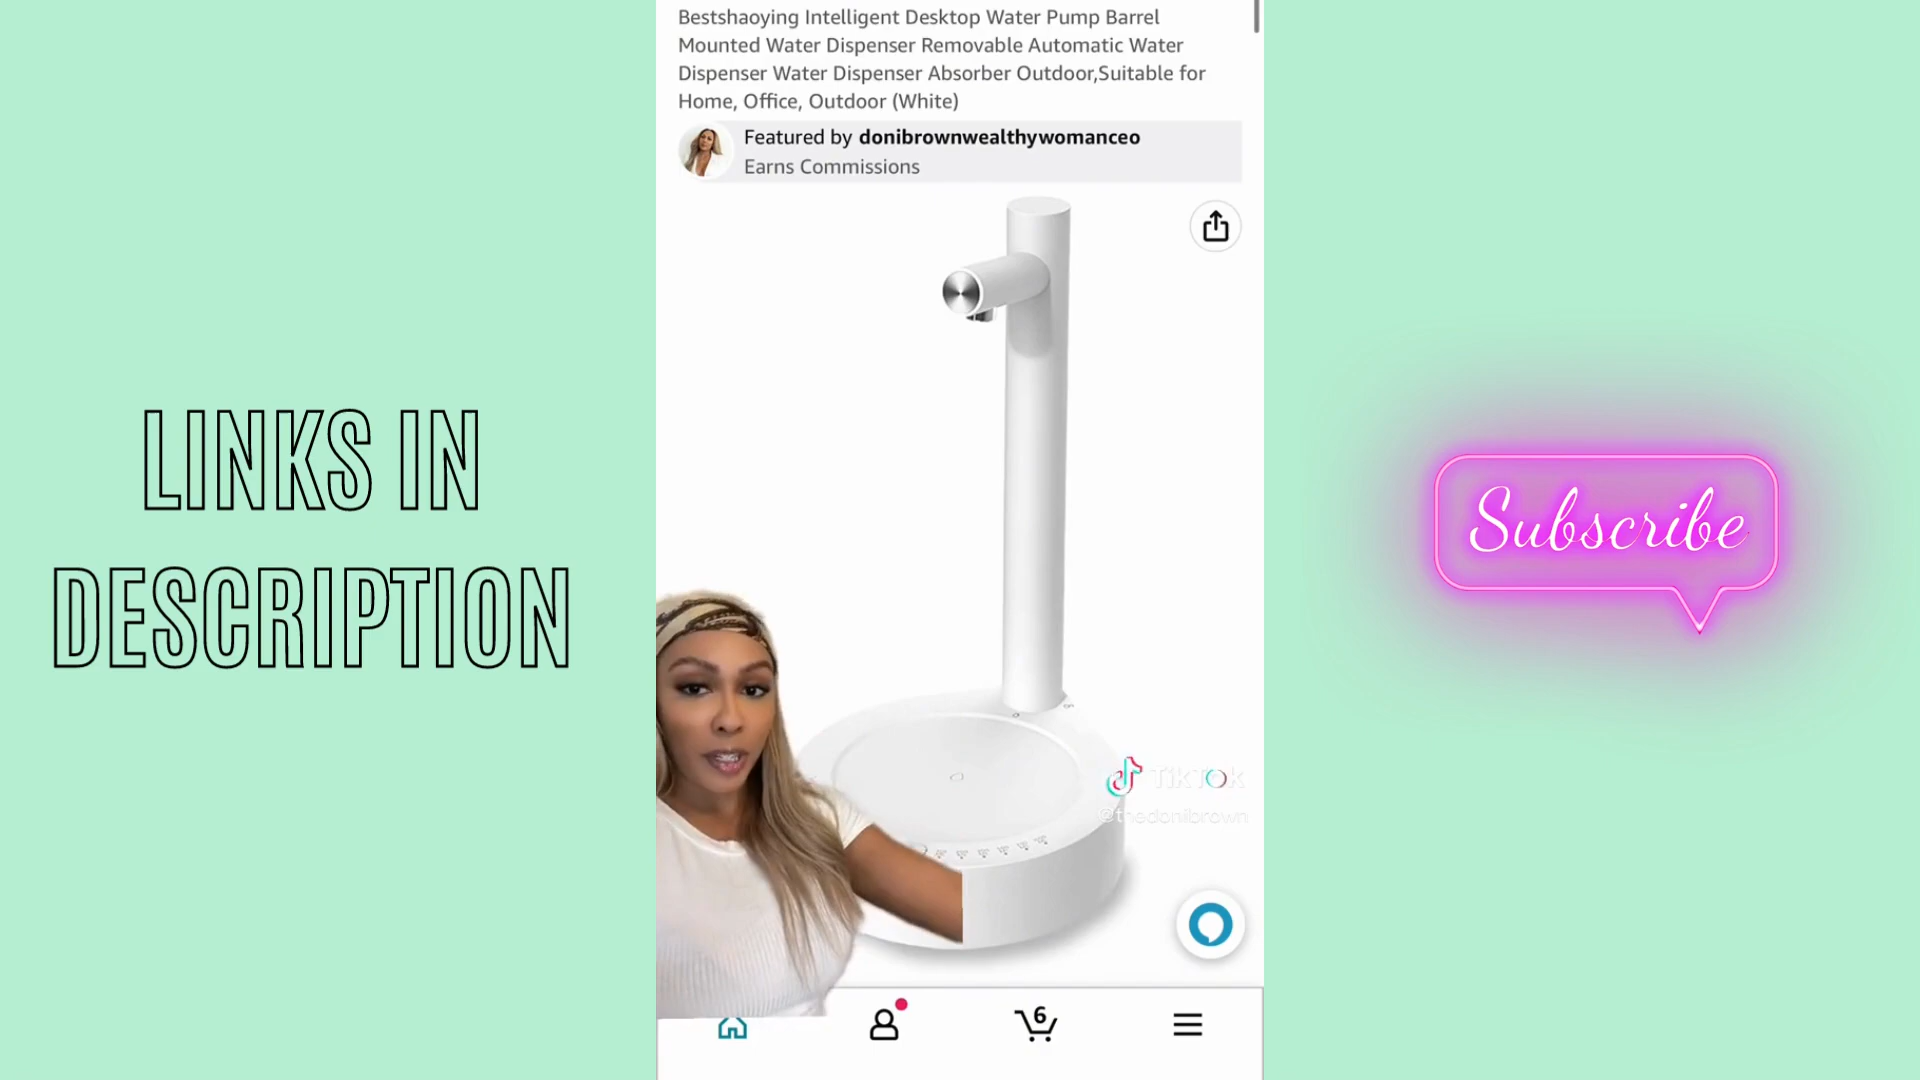 Bestshaoying Intelligent Desktop Water Pump Barrel
Mounted Water Dispenser Removable Automatic Water
Dispenser Water Dispenser Absorber Outdoor,Suitable for
Home, Office, Outdoor (White)
Featured by donibrownwealthywomanceo
Earns Commissions
LINKS IN
DESCRIPTION
Subscribe
TikTok
@thedonibrown
6